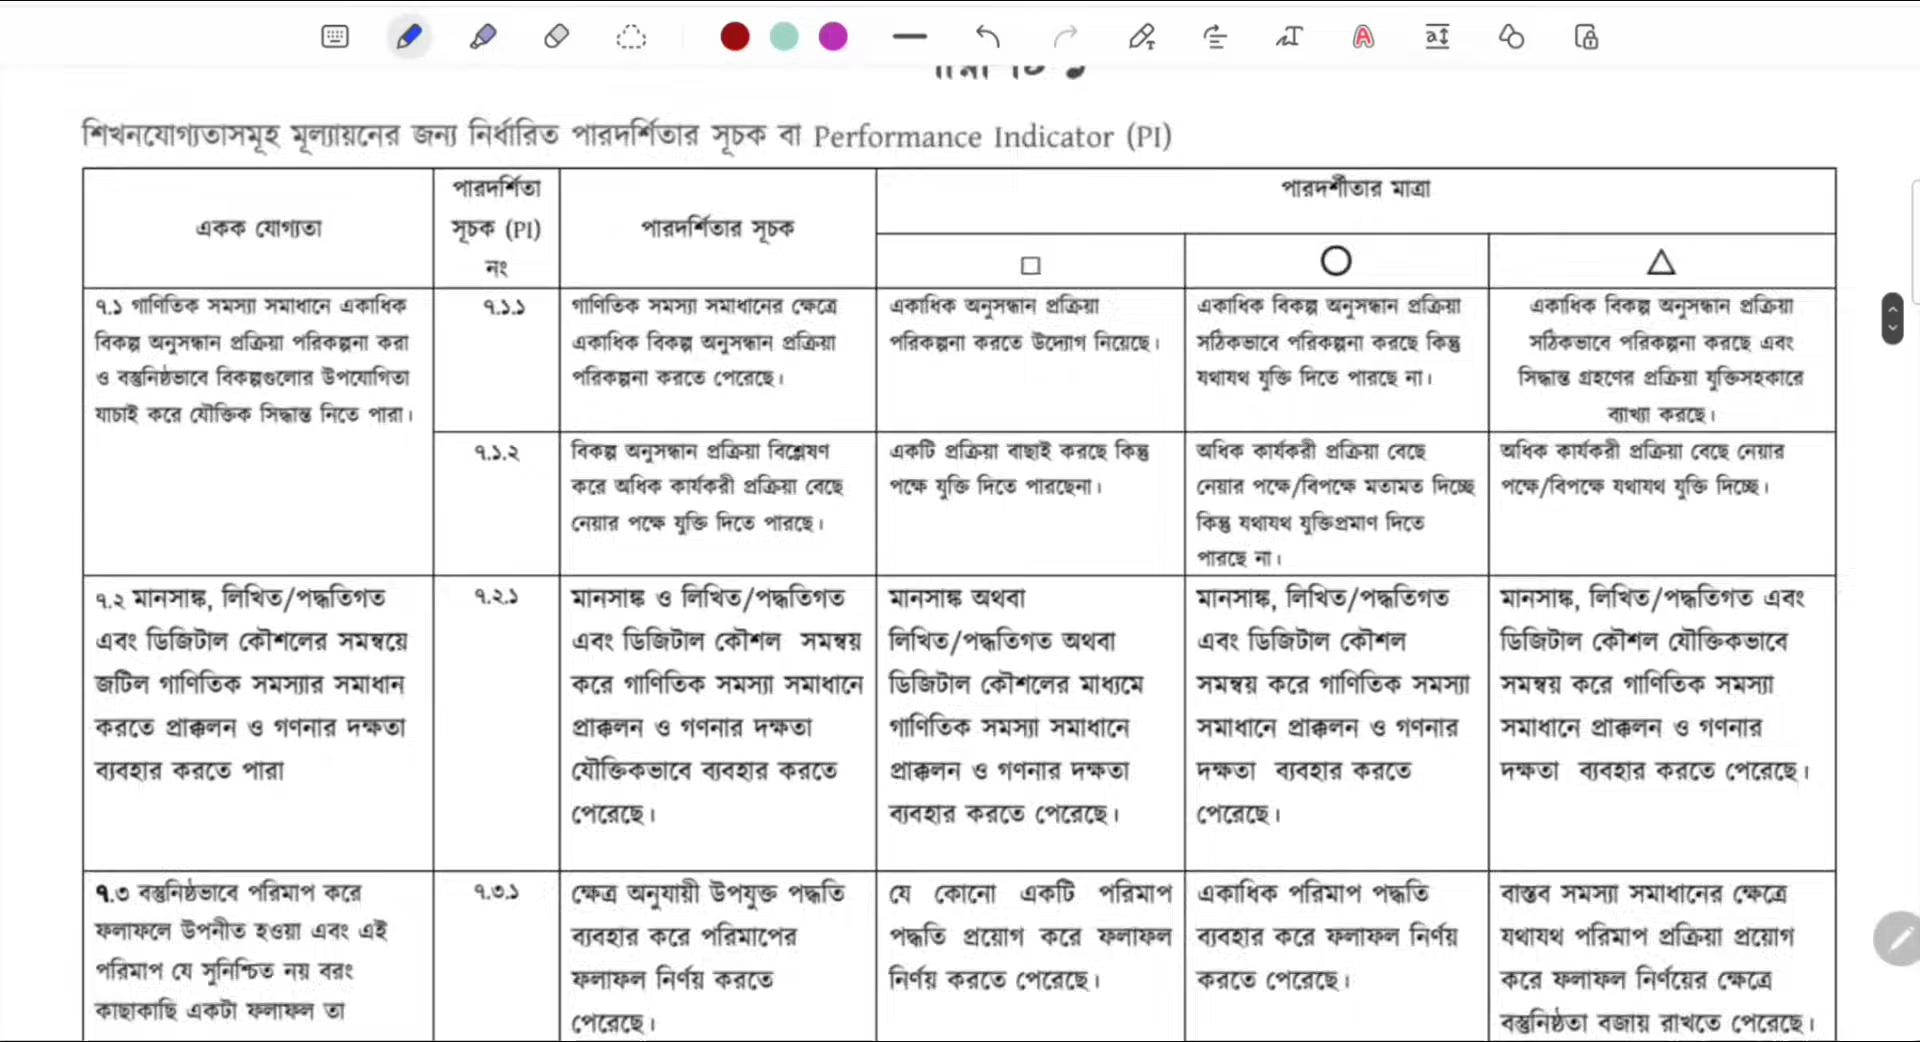 শিখনযোগ্যতাসমূহ মূল্যায়নের জন্য নির্ধারিত পারদর্শিতার সূচক বা Performance Indicator (PI)
একক যোগ্যতা
পারদর্শিতা
সূচক (PI)
নং
পারদর্শিতার সূচক
পারদর্শীতার মাত্রা
৭.১ গাণিতিক সমস্যা সমাধানে একাধিক
বিকল্প অনুসন্ধান প্রক্রিয়া পরিকল্পনা করা
ও বস্তুনিষ্ঠভাবে বিকল্পগুলোর উপযোগিতা
যাচাই করে যৌক্তিক সিদ্ধান্ত নিতে পারা।
৭.১.১
গাণিতিক সমস্যা সমাধানের ক্ষেত্রে
একাধিক বিকল্প অনুসন্ধান প্রক্রিয়া
পরিকল্পনা করতে পেরেছে।
একাধিক অনুসন্ধান প্রক্রিয়া
পরিকল্পনা করতে উদ্যোগ নিয়েছে।
একাধিক বিকল্প অনুসন্ধান প্রক্রিয়া
সঠিকভাবে পরিকল্পনা করছে কিন্তু
যথাযথ যুক্তি দিতে পারছে না।
একাধিক বিকল্প অনুসন্ধান প্রক্রিয়া
সঠিকভাবে পরিকল্পনা করছে এবং
সিদ্ধান্ত গ্রহণের প্রক্রিয়া যুক্তিসহকারে
ব্যাখ্যা করছে।
৭.১.২
বিকল্প অনুসন্ধান প্রক্রিয়া বিশ্লেষণ
করে অধিক কার্যকরী প্রক্রিয়া বেছে
নেয়ার পক্ষে যুক্তি দিতে পারছে।
একটি প্রক্রিয়া বাছাই করছে কিন্তু
পক্ষে যুক্তি দিতে পারছেনা।
অধিক কার্যকরী প্রক্রিয়া বেছে
নেয়ার পক্ষে/বিপক্ষে মতামত দিচ্ছে
কিন্তু যথাযথ যুক্তিপ্রমাণ দিতে
পারছে না।
অধিক কার্যকরী প্রক্রিয়া বেছে নেয়ার
পক্ষে/বিপক্ষে যথাযথ যুক্তি দিচ্ছে।
৭.২ মানসাঙ্ক, লিখিত/পদ্ধতিগত
এবং ডিজিটাল কৌশলের সমন্বয়ে
জটিল গাণিতিক সমস্যার সমাধান
করতে প্রাক্কলন ও গণনার দক্ষতা
ব্যবহার করতে পারা
৭.২.১
মানসাঙ্ক ও লিখিত/পদ্ধতিগত
এবং ডিজিটাল কৌশল সমন্বয়
করে গাণিতিক সমস্যা সমাধানে
প্রাক্কলন ও গণনার দক্ষতা
যৌক্তিকভাবে ব্যবহার করতে
পেরেছে।
মানসাঙ্ক অথবা
লিখিত/পদ্ধতিগত অথবা
ডিজিটাল কৌশলের মাধ্যমে
গাণিতিক সমস্যা সমাধানে
প্রাক্কলন ও গণনার দক্ষতা
ব্যবহার করতে পেরেছে।
মানসাঙ্ক, লিখিত/পদ্ধতিগত
এবং ডিজিটাল কৌশল
সমন্বয় করে গাণিতিক সমস্যা
সমাধানে প্রাক্কলন ও গণনার
দক্ষতা ব্যবহার করতে
পেরেছে।
মানসাঙ্ক, লিখিত/পদ্ধতিগত এবং
ডিজিটাল কৌশল যৌক্তিকভাবে
সমন্বয় করে গাণিতিক সমস্যা
সমাধানে প্রাক্কলন ও গণনার
দক্ষতা ব্যবহার করতে পেরেছে।
৭.৩ বস্তুনিষ্ঠভাবে পরিমাপ করে
ফলাফলে উপনীত হওয়া এবং এই
পরিমাপ যে সুনিশ্চিত নয় বরং
কাছাকাছি একটা ফলাফল তা
৭.৩.১
ক্ষেত্র অনুযায়ী উপযুক্ত পদ্ধতি
ব্যবহার করে পরিমাপের
ফলাফল নির্ণয় করতে
পেরেছে।
যে কোনো একটি পরিমাপ
পদ্ধতি প্রয়োগ করে ফলাফল
নির্ণয় করতে পেরেছে।
একাধিক পরিমাপ পদ্ধতি
ব্যবহার করে ফলাফল নির্ণয়
করতে পেরেছে।
বাস্তব সমস্যা সমাধানের ক্ষেত্রে
যথাযথ পরিমাপ প্রক্রিয়া প্রয়োগ
করে ফলাফল নির্ণয়ের ক্ষেত্রে
বস্তুনিষ্ঠতা বজায় রাখতে পেরেছে।